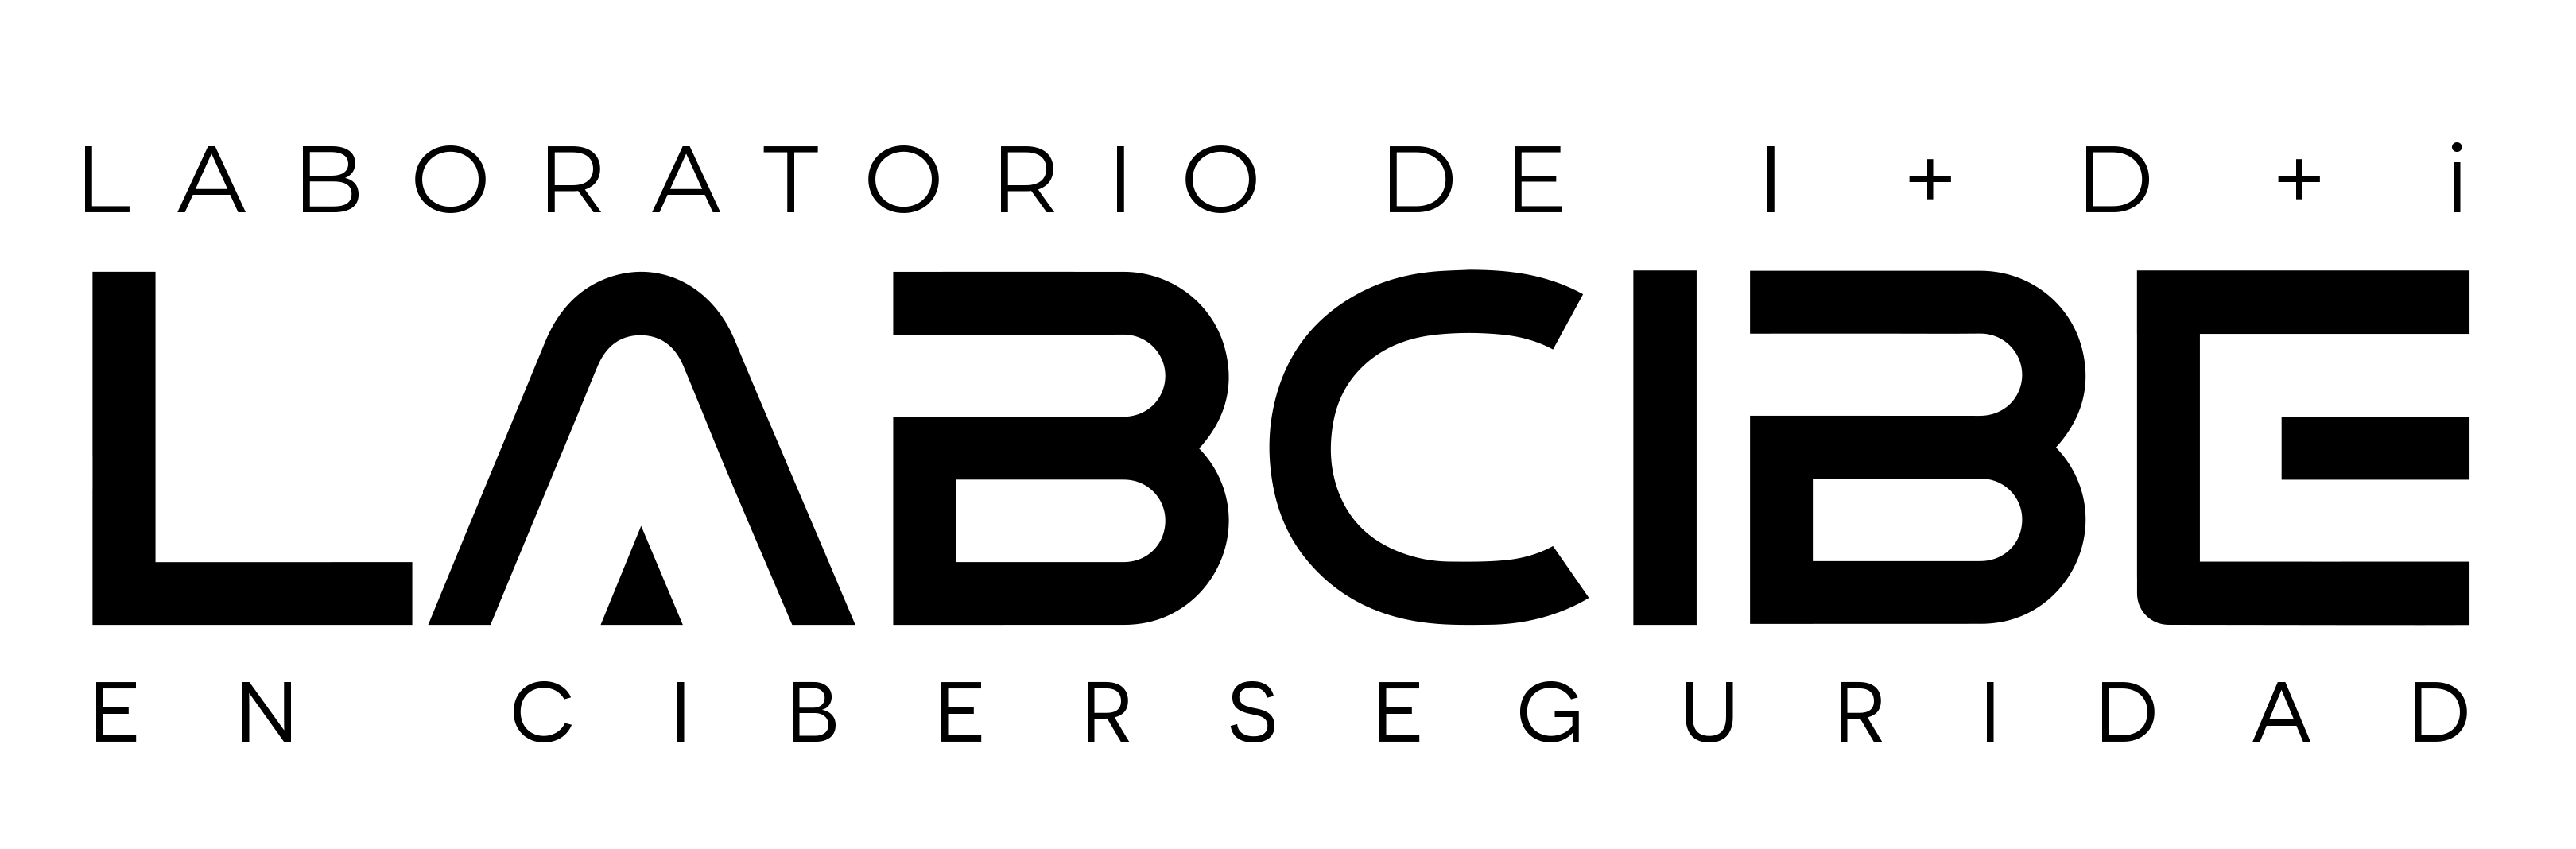 LABORATORIO DE I + D + i
LABCIBE
EN CIBERSEGURIDAD